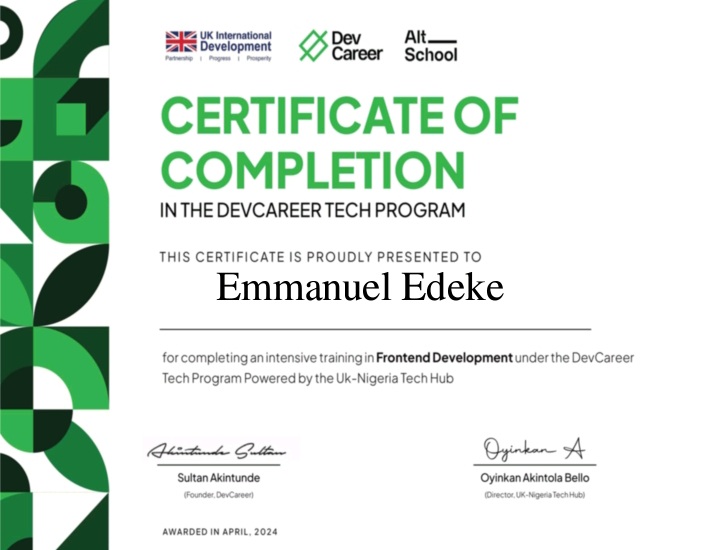 UK International
Development
Partnership | Progress | Prosperity
Dev
Career
Alt
School
CERTIFICATE OF
COMPLETION
IN THE DEVCAREER TECH PROGRAM
THIS CERTIFICATE IS PROUDLY PRESENTED TO
Emmanuel Edeke
for completing an intensive training in Frontend Development under the DevCareer
Tech Program Powered by the Uk-Nigeria Tech Hub
Akintunde Sultan
Oyinkan A
Sultan Akintunde
Oyinkan Akintola Bello
(Founder, DevCareer)
(Director, UK-Nigeria Tech Hub)
AWARDED IN APRIL, 2024